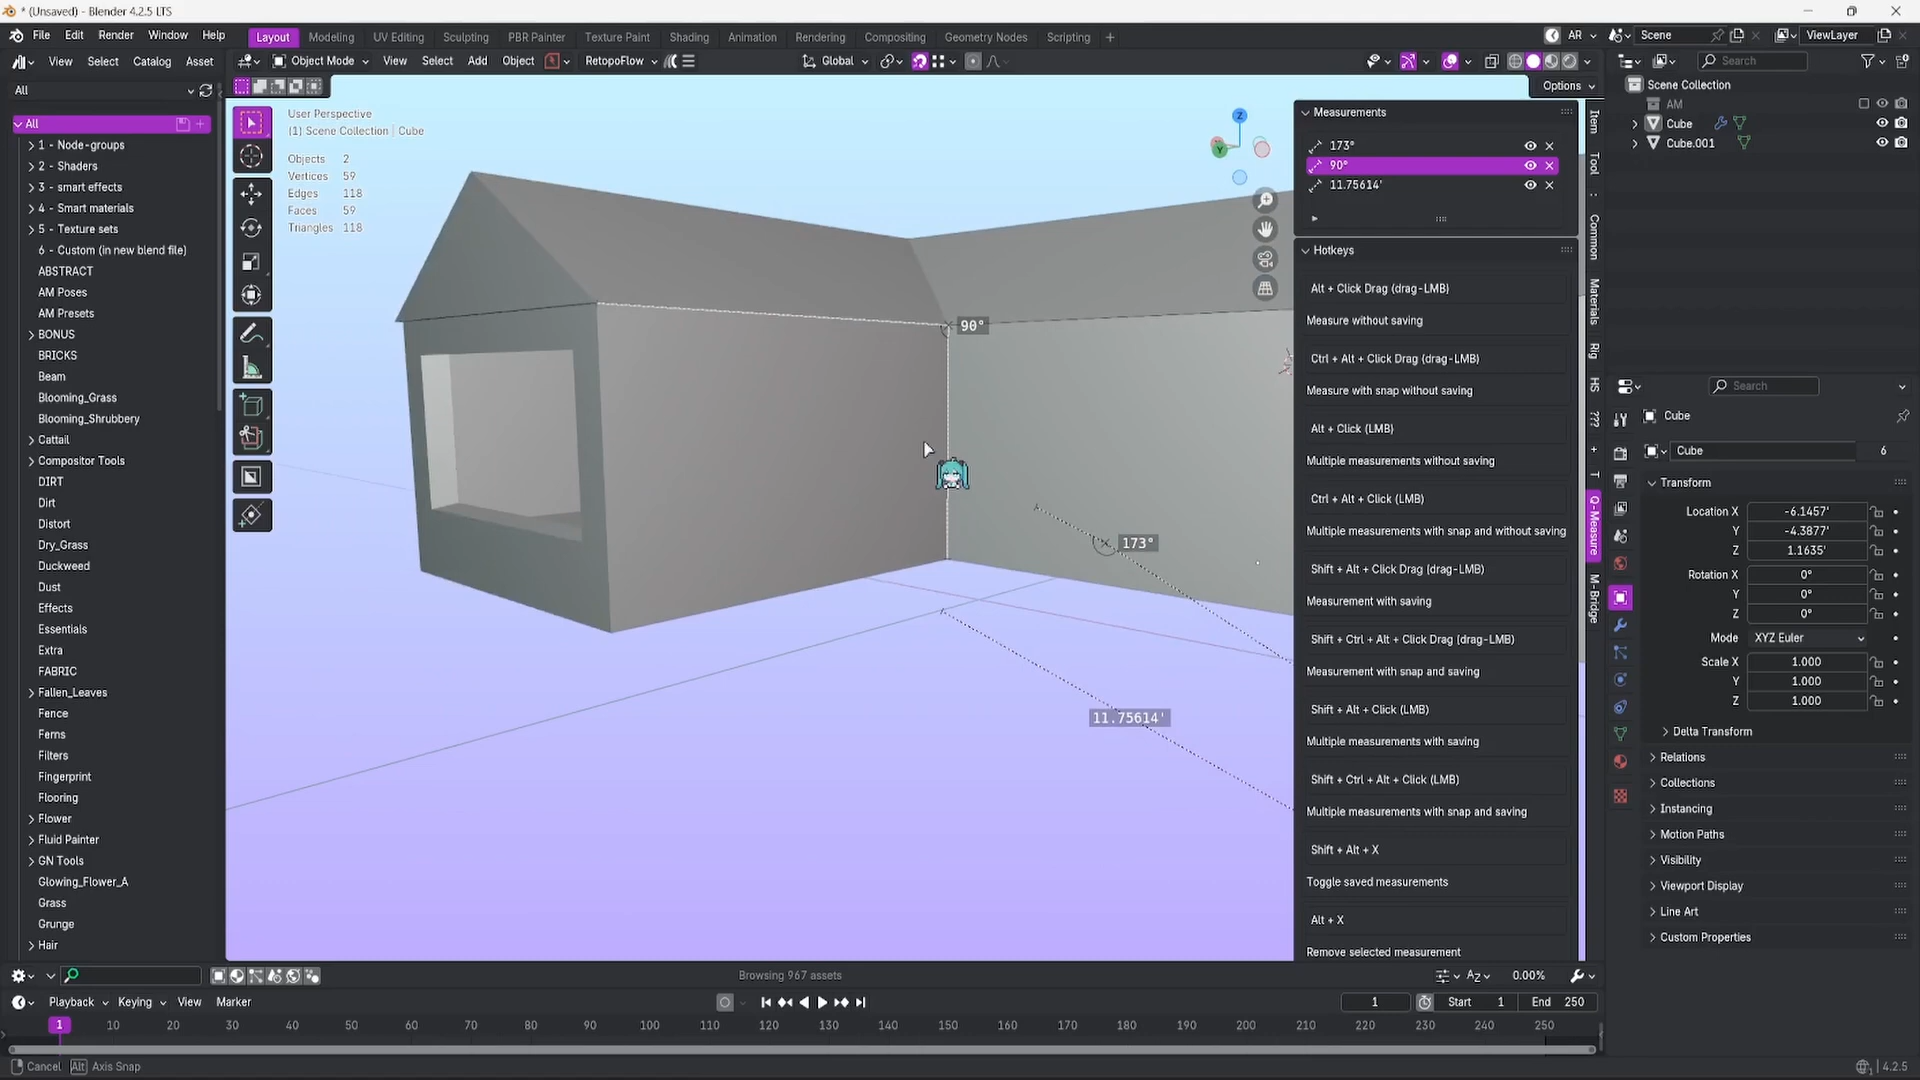 * (Unsaved) - Blender 4.2.5 LTS
File Edit Render Window Help
Layout Modeling UV Editing Sculpting PBR Painter Texture Paint Shading Animation Rendering Compositing Geometry Nodes Scripting +
AR Scene ViewLayer
View Select Catalog Asset
Object Mode View Select Add Object RetopoFlow Global
Search
All
Options
All
1 - Node-groups
2 - Shaders
3 - smart effects
4 - Smart materials
5 - Texture sets
6 - Custom (in new blend file)
ABSTRACT
AM Poses
AM Presets
BONUS
BRICKS
Beam
Blooming_Grass
Blooming_Shrubbery
Cattail
Compositor Tools
DIRT
Dirt
Distort
Dry_Grass
Duckweed
Dust
Effects
Essentials
Extra
FABRIC
Fallen_Leaves
Fence
Ferns
Filters
Fingerprint
Flooring
Flower
Fluid Painter
GN Tools
Glowing_Flower_A
Grass
Grunge
Hair
User Perspective
(1) Scene Collection | Cube
Objects 2
Vertices 59
Edges 118
Faces 59
Triangles 118
Z
Y
90°
173°
11.75614'
Measurements
173°
90°
11.75614'
Hotkeys
Alt + Click Drag (drag-LMB)
Measure without saving
Ctrl + Alt + Click Drag (drag-LMB)
Measure with snap without saving
Alt + Click (LMB)
Multiple measurements without saving
Ctrl + Alt + Click (LMB)
Multiple measurements with snap and without saving
Shift + Alt + Click Drag (drag-LMB)
Measurement with saving
Shift + Ctrl + Alt + Click Drag (drag-LMB)
Measurement with snap and saving
Shift + Alt + Click (LMB)
Multiple measurements with saving
Shift + Ctrl + Alt + Click (LMB)
Multiple measurements with snap and saving
Shift + Alt + X
Toggle saved measurements
Alt + X
Remove selected measurement
Item
Tool
:
Common
Materials
Rig
HS
???
+
T
Q-Measure
M-Bridge
Scene Collection
AM
Cube
Cube.001
Search
Cube
Cube 6
Transform
Location X -6.1457'
Y -4.3877'
Z 1.1635'
Rotation X 0°
Y 0°
Z 0°
Mode XYZ Euler
Scale X 1.000
Y 1.000
Z 1.000
Delta Transform
Relations
Collections
Instancing
Motion Paths
Visibility
Viewport Display
Line Art
Custom Properties
Browsing 967 assets
AZ 0.00%
Playback Keying View Marker
1 Start 1 End 250
1 10 20 30 40 50 60 70 80 90 100 110 120 130 140 150 160 170 180 190 200 210 220 230 240 250
Cancel Alt Axis Snap
4.2.5